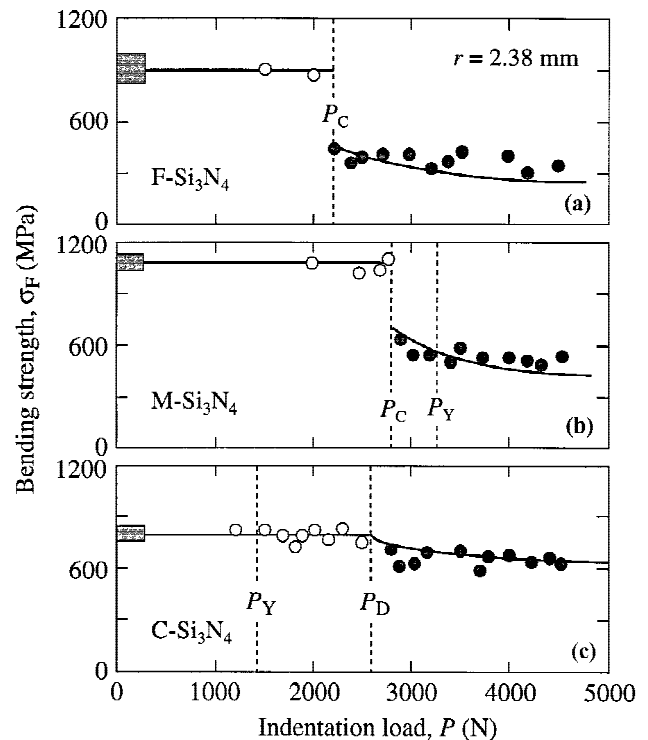 1200
r = 2.38 mm
P_C
600
F-Si₃N₄
(a)
0
Bending strength, σ_F (MPa)
1200
600
P_C P_Y
M-Si₃N₄
(b)
0
1200
600
P_Y P_D
C-Si₃N₄
(c)
0
0 1000 2000 3000 4000 5000
Indentation load, P (N)